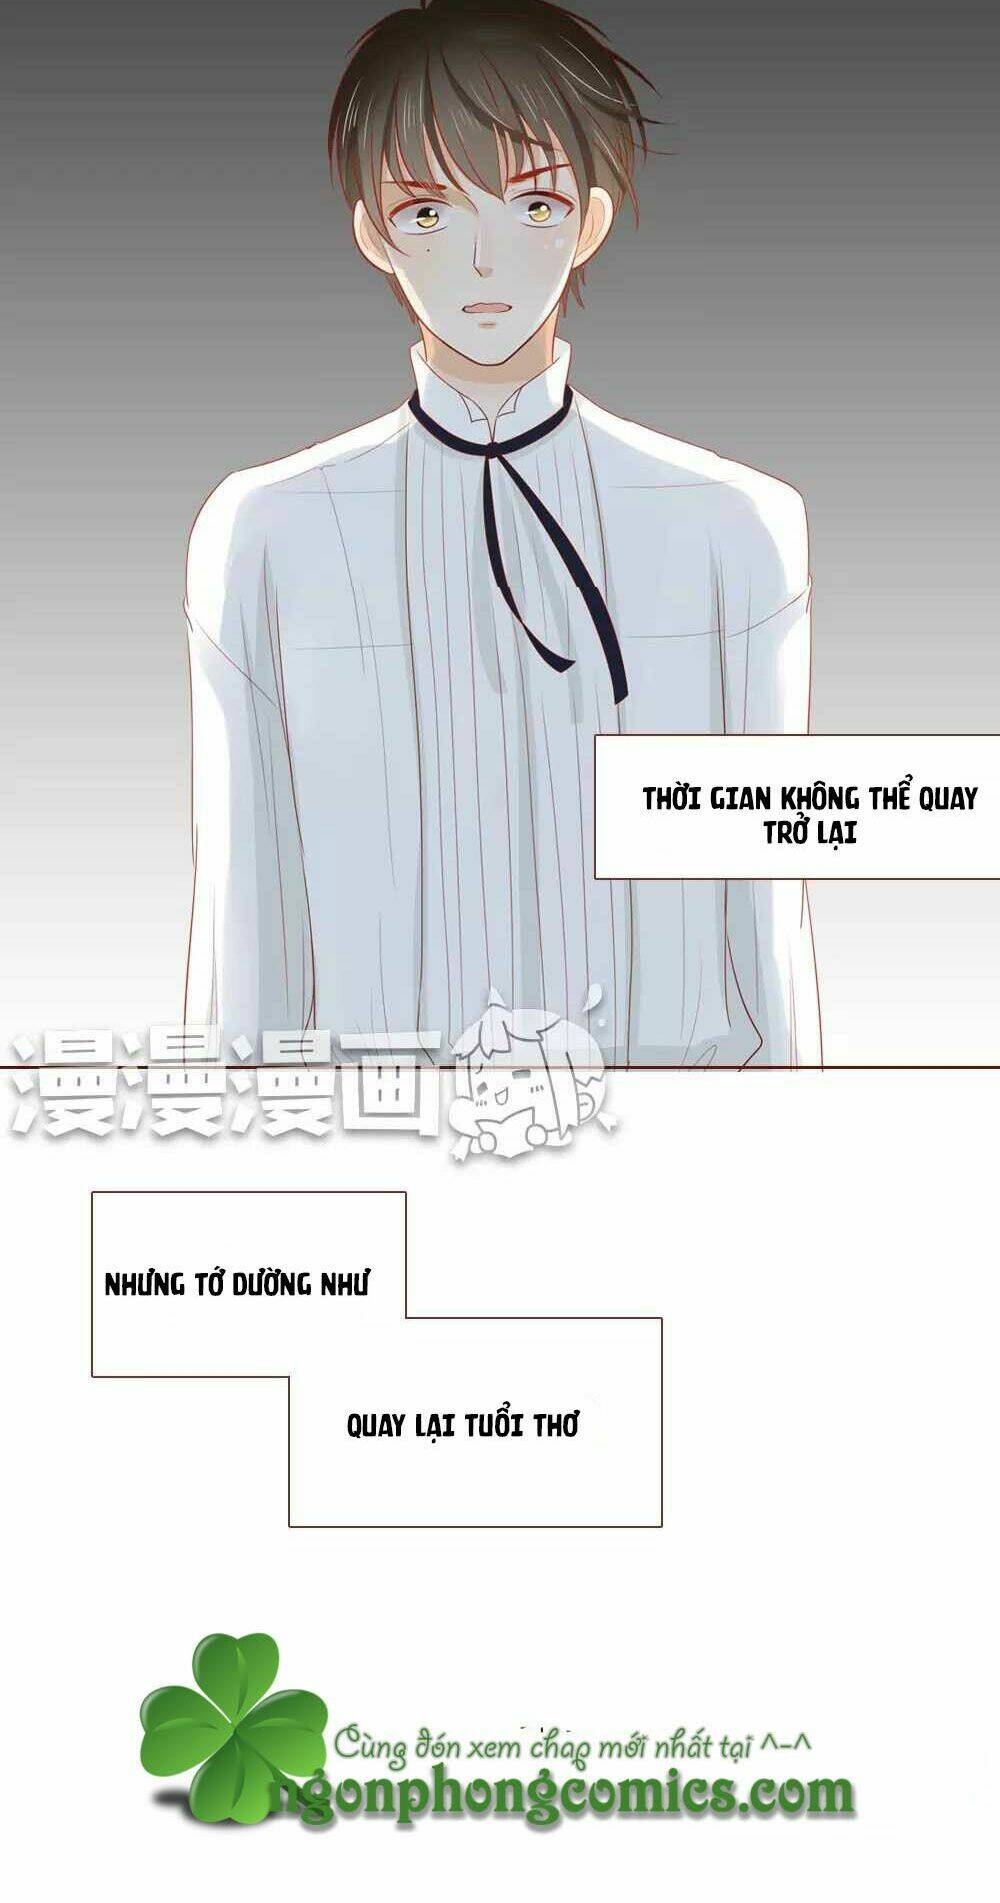 THỜI GIAN KHÔNG THỂ QUAY
TRỞ LẠI
漫漫漫画
NHƯNG TỚ DƯỜNG NHƯ
QUAY LẠI TUỔI THƠ
Cùng đón xem chap mới nhất tại ^-^
ngonphongcomics.com